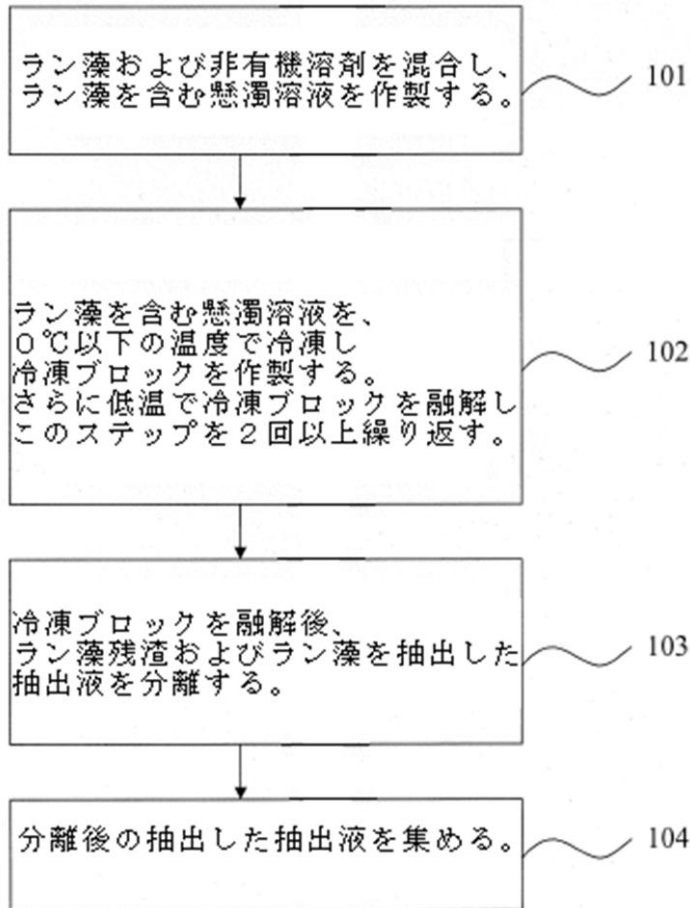 ラン藻および非有機溶剤を混合し、
ラン藻を含む懸濁溶液を作製する。
101
ラン藻を含む懸濁溶液を、
０℃以下の温度で冷凍し
冷凍ブロックを作製する。
さらに低温で冷凍ブロックを融解し
このステップを２回以上繰り返す。
102
冷凍ブロックを融解後、
ラン藻残渣およびラン藻を抽出した
抽出液を分離する。
103
分離後の抽出した抽出液を集める。
104